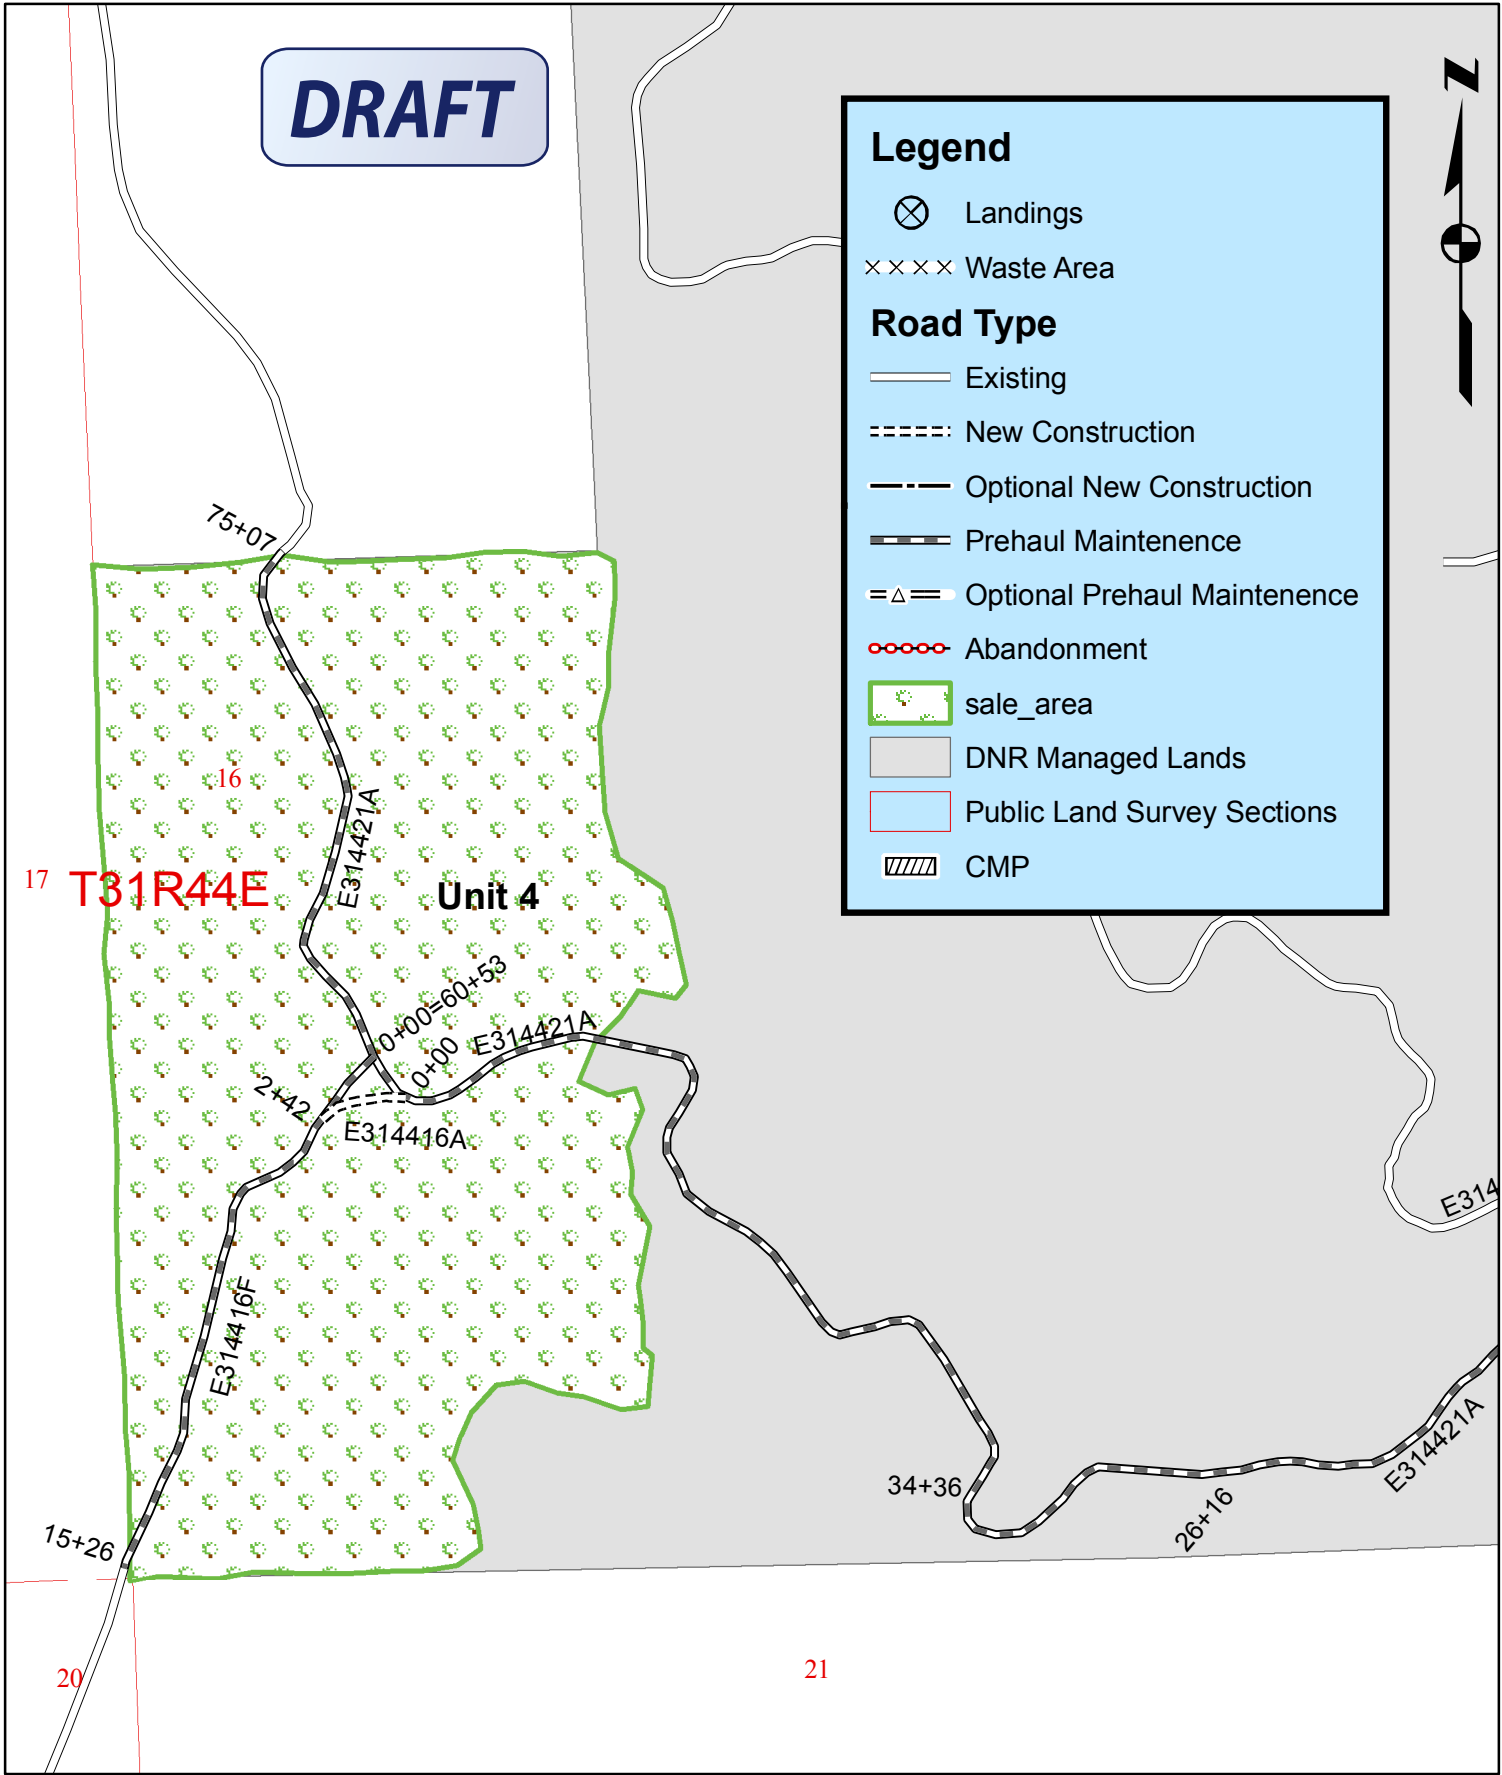 DRAFT
N
Legend
Landings
Waste Area
Road Type
Existing
New Construction
Optional New Construction
Prehaul Maintenence
Optional Prehaul Maintenence
Abandonment
sale_area
DNR Managed Lands
Public Land Survey Sections
CMP
75+07
16
E314421A
17
T31R44E
Unit 4
0+00=60+53
E314421A
0+00
2+42
E314416A
E314
E314416F
E314421A
34+36
26+16
15+26
20
21